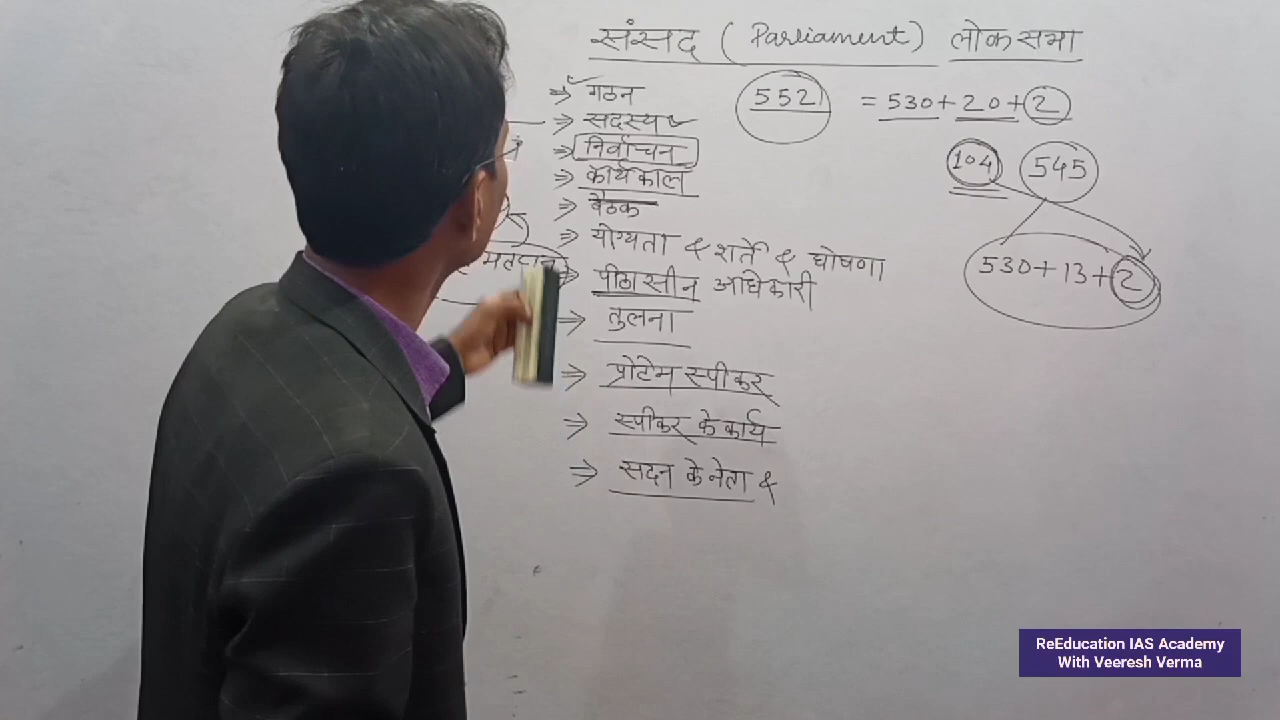 संसद (Parliament) लोकसभा
⇒ गठन
⇒ सदस्य
⇒ निर्वाचन
⇒ कार्यकाल
⇒ बैठक
⇒ योग्यता & शर्तें & घोषणा
⇒ पीठासीन अधिकारी
⇒ तुलना
⇒ प्रोटेम स्पीकर
⇒ स्पीकर के कार्य
⇒ सदन के नेता &
552 = 530 + 20 + 2
104 545
530 + 13 + 2
ReEducation IAS Academy
With Veeresh Verma